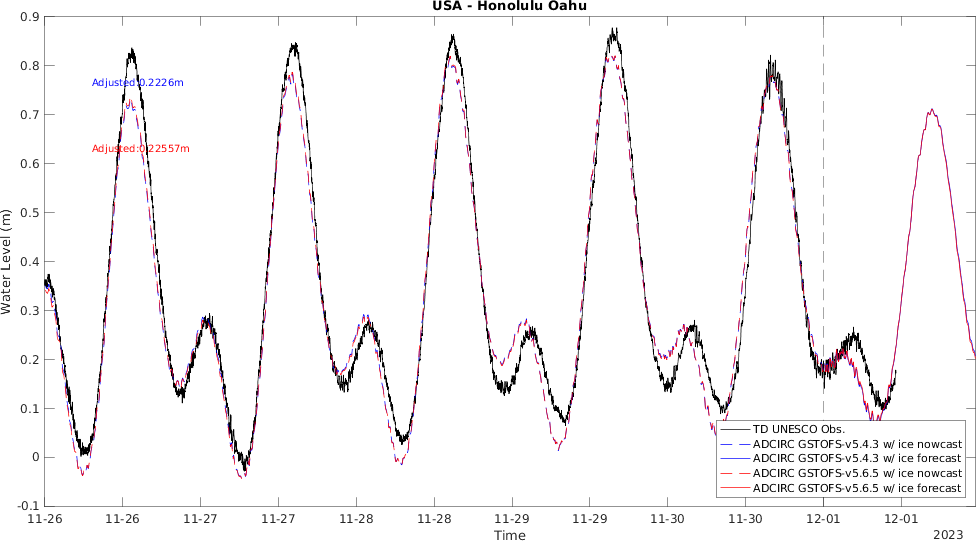 USA - Honolulu Oahu
0.9
0.8
0.7
0.6
0.5
0.4
0.3
0.2
0.1
0
-0.1
Water Level (m)
Adjusted:0.2226m
Adjusted:0.22557m
TD UNESCO Obs.
ADCIRC GSTOFS-v5.4.3 w/ ice nowcast
ADCIRC GSTOFS-v5.4.3 w/ ice forecast
ADCIRC GSTOFS-v5.6.5 w/ ice nowcast
ADCIRC GSTOFS-v5.6.5 w/ ice forecast
11-26 11-26 11-27 11-27 11-28 11-28 11-29 11-29 11-30 11-30 12-01 12-01
Time
2023